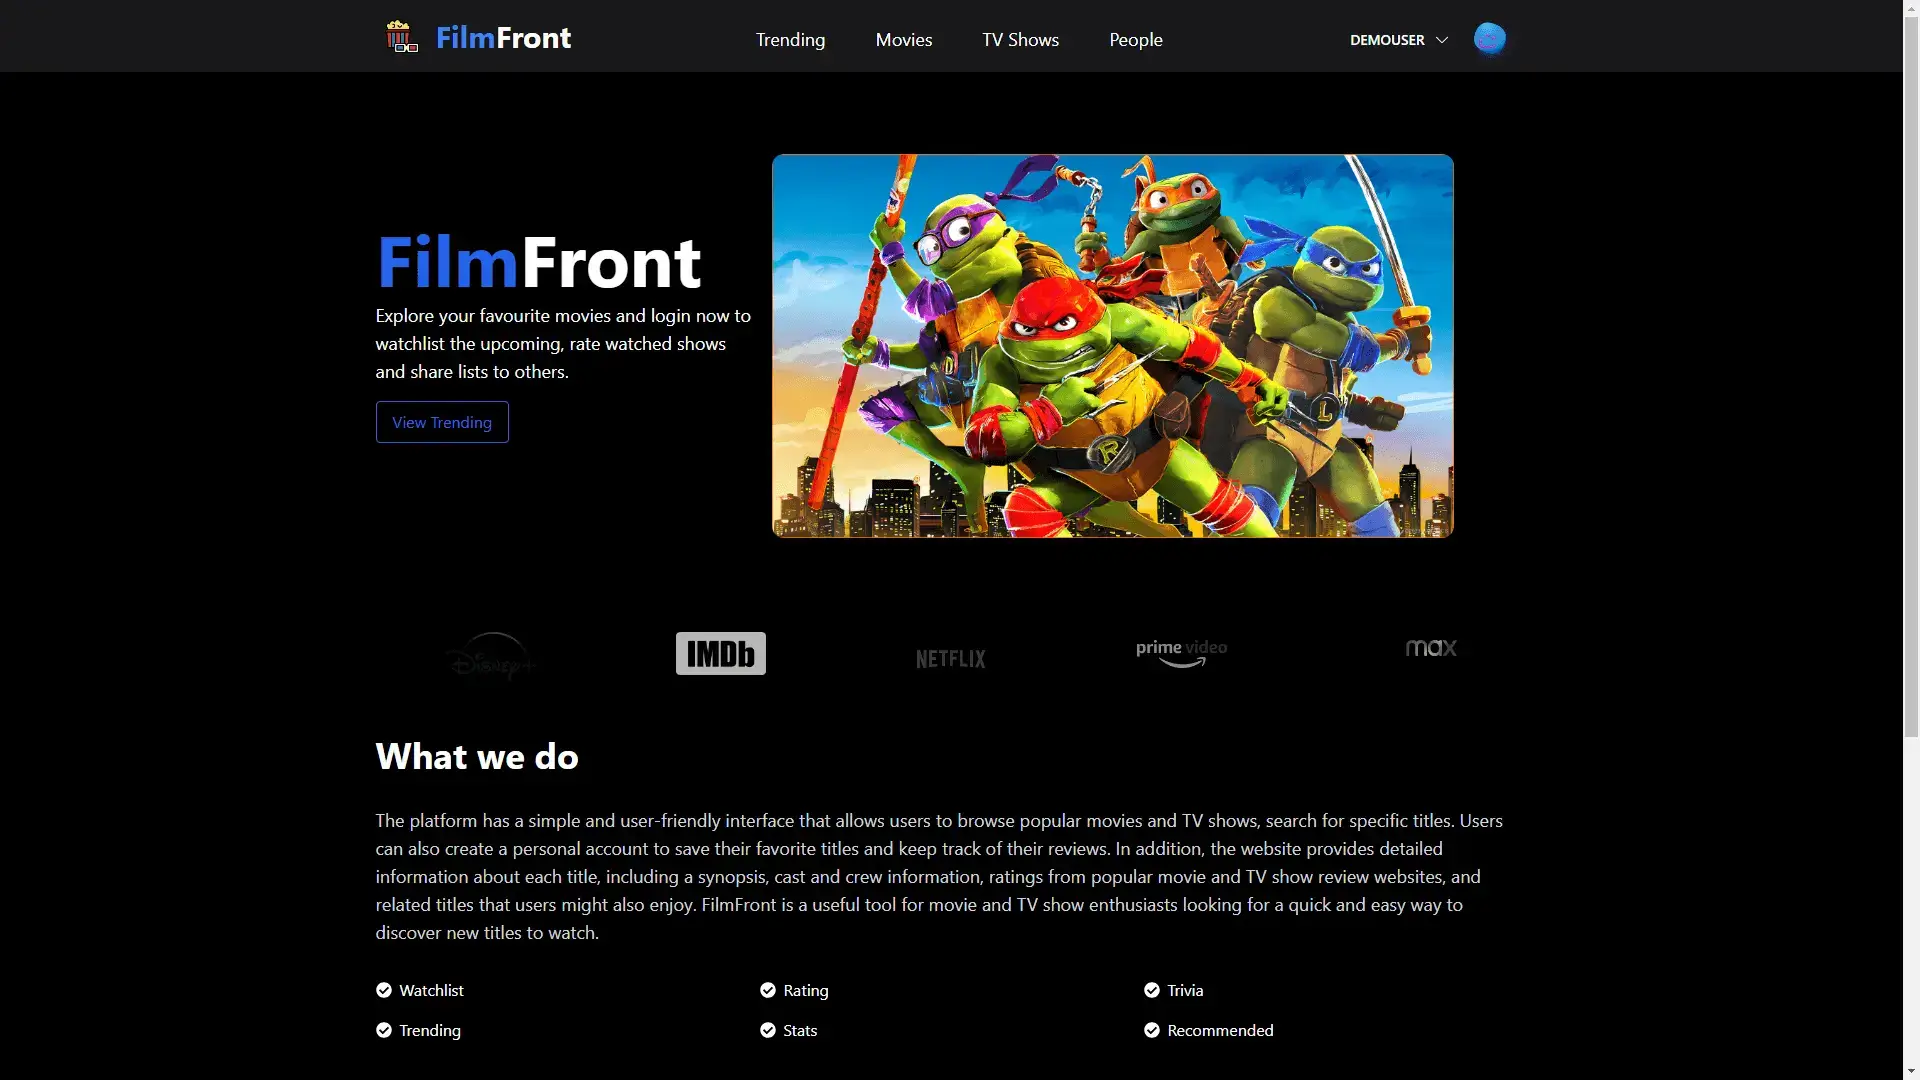 FilmFront
Trending
Movies
TV Shows
People
DEMOUSER
FilmFront
Explore your favourite movies and login now to
watchlist the upcoming, rate watched shows
and share lists to others.
View Trending
R
L
Disney+
IMDb
NETFLIX
prime video
max
What we do
The platform has a simple and user-friendly interface that allows users to browse popular movies and TV shows, search for specific titles. Users
can also create a personal account to save their favorite titles and keep track of their reviews. In addition, the website provides detailed
information about each title, including a synopsis, cast and crew information, ratings from popular movie and TV show review websites, and
related titles that users might also enjoy. FilmFront is a useful tool for movie and TV show enthusiasts looking for a quick and easy way to
discover new titles to watch.
Watchlist
Rating
Trivia
Trending
Stats
Recommended